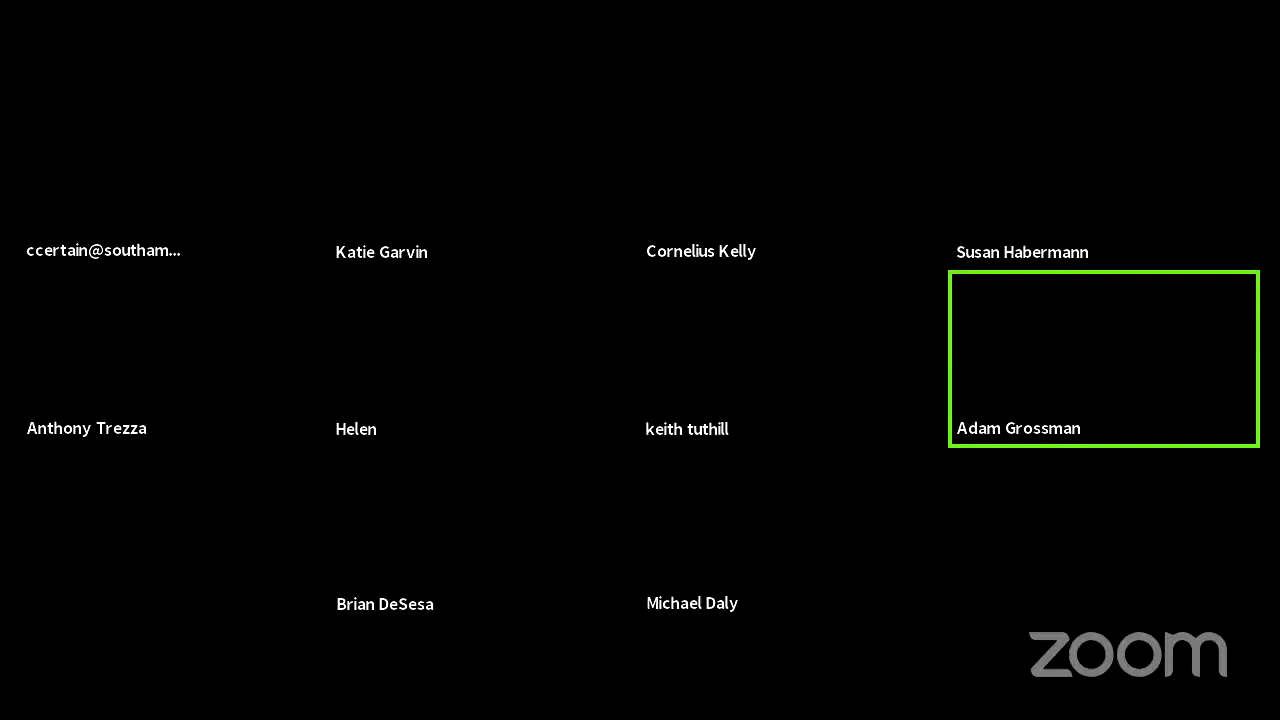 ccertain@southam...
Katie Garvin
Cornelius Kelly
Susan Habermann
Anthony Trezza
Helen
keith tuthill
Adam Grossman
Brian DeSesa
Michael Daly
zoom